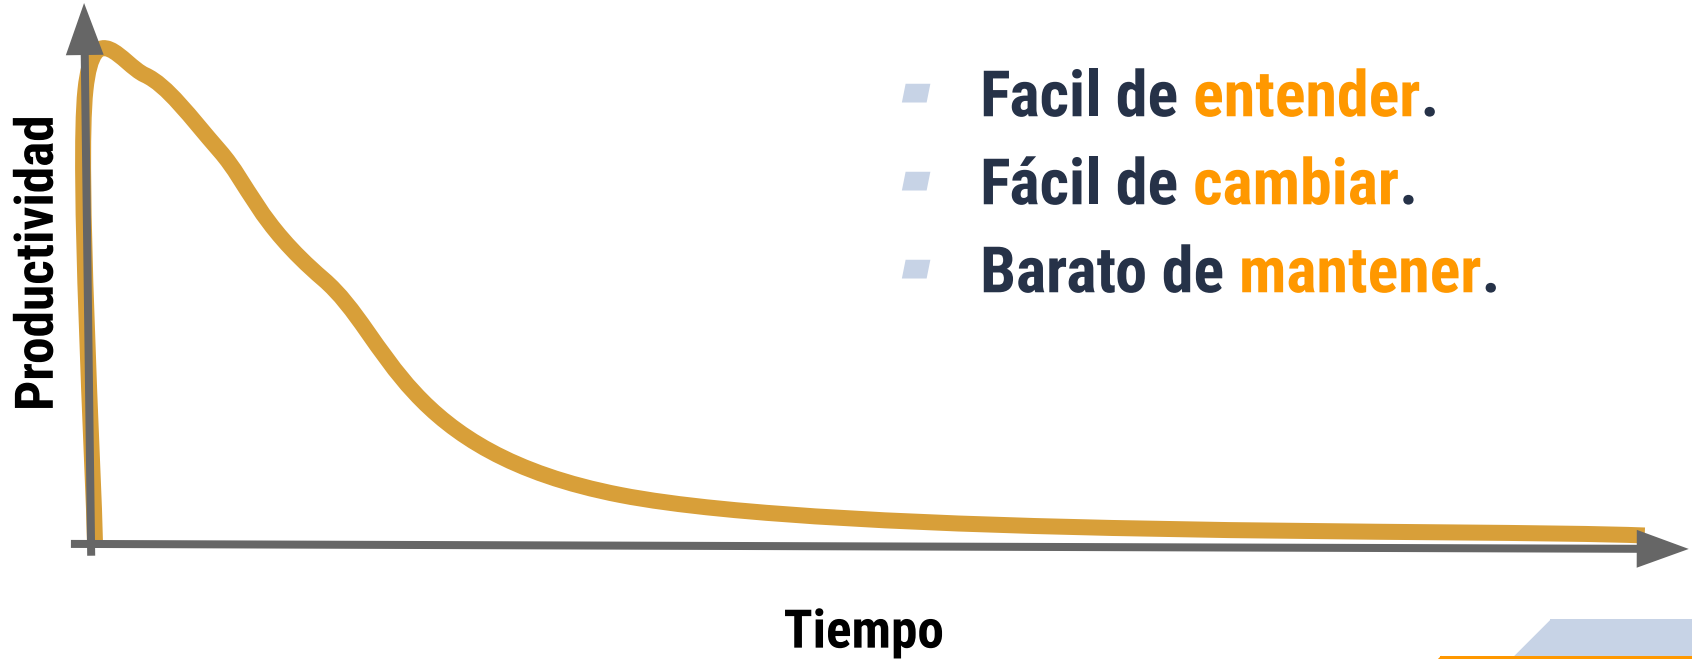 Productividad
Facil de entender.
Fácil de cambiar.
Barato de mantener.
Tiempo